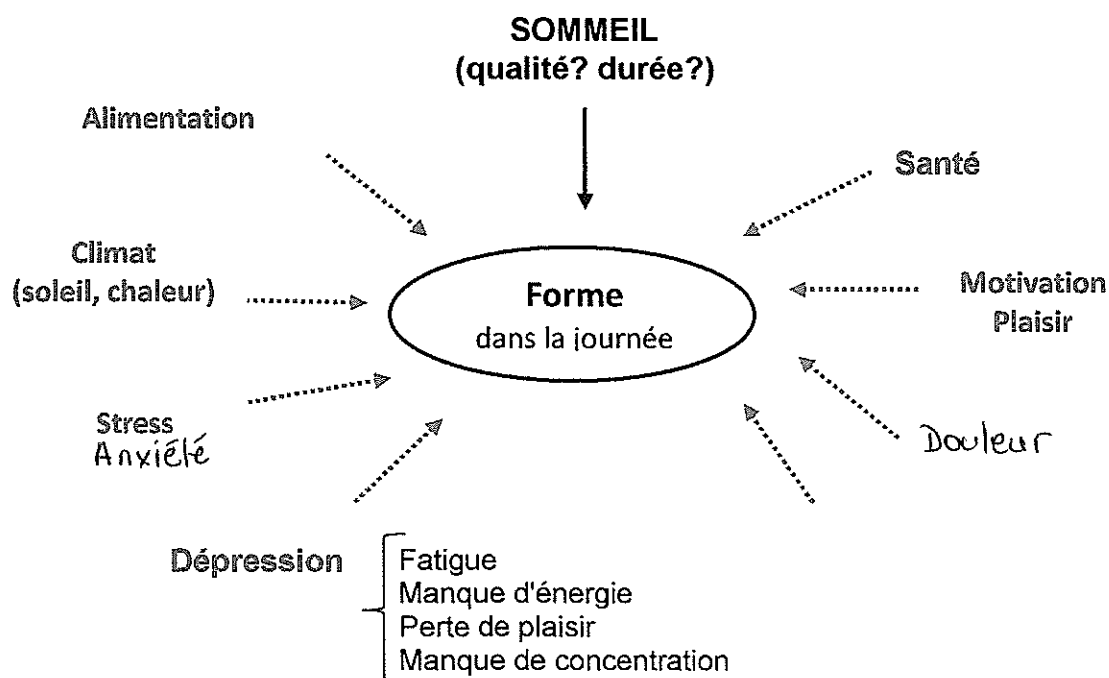 SOMMEIL
(qualité? durée?)
Alimentation
Santé
Climat
(soleil, chaleur)
Forme
dans la journée
Motivation
Plaisir
Stress
Anxiété
Douleur
Dépression
Fatigue
Manque d'énergie
Perte de plaisir
Manque de concentration